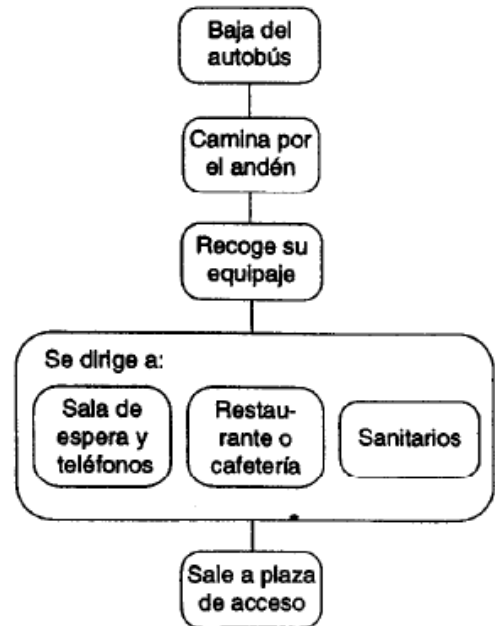 Baja del
autobús
Camina por
el andén
Recoge su
equipaje
Se dirige a:
Sala de
espera y
teléfonos
Restau-
rante o
cafetería
Sanitarios
Sale a plaza
de acceso